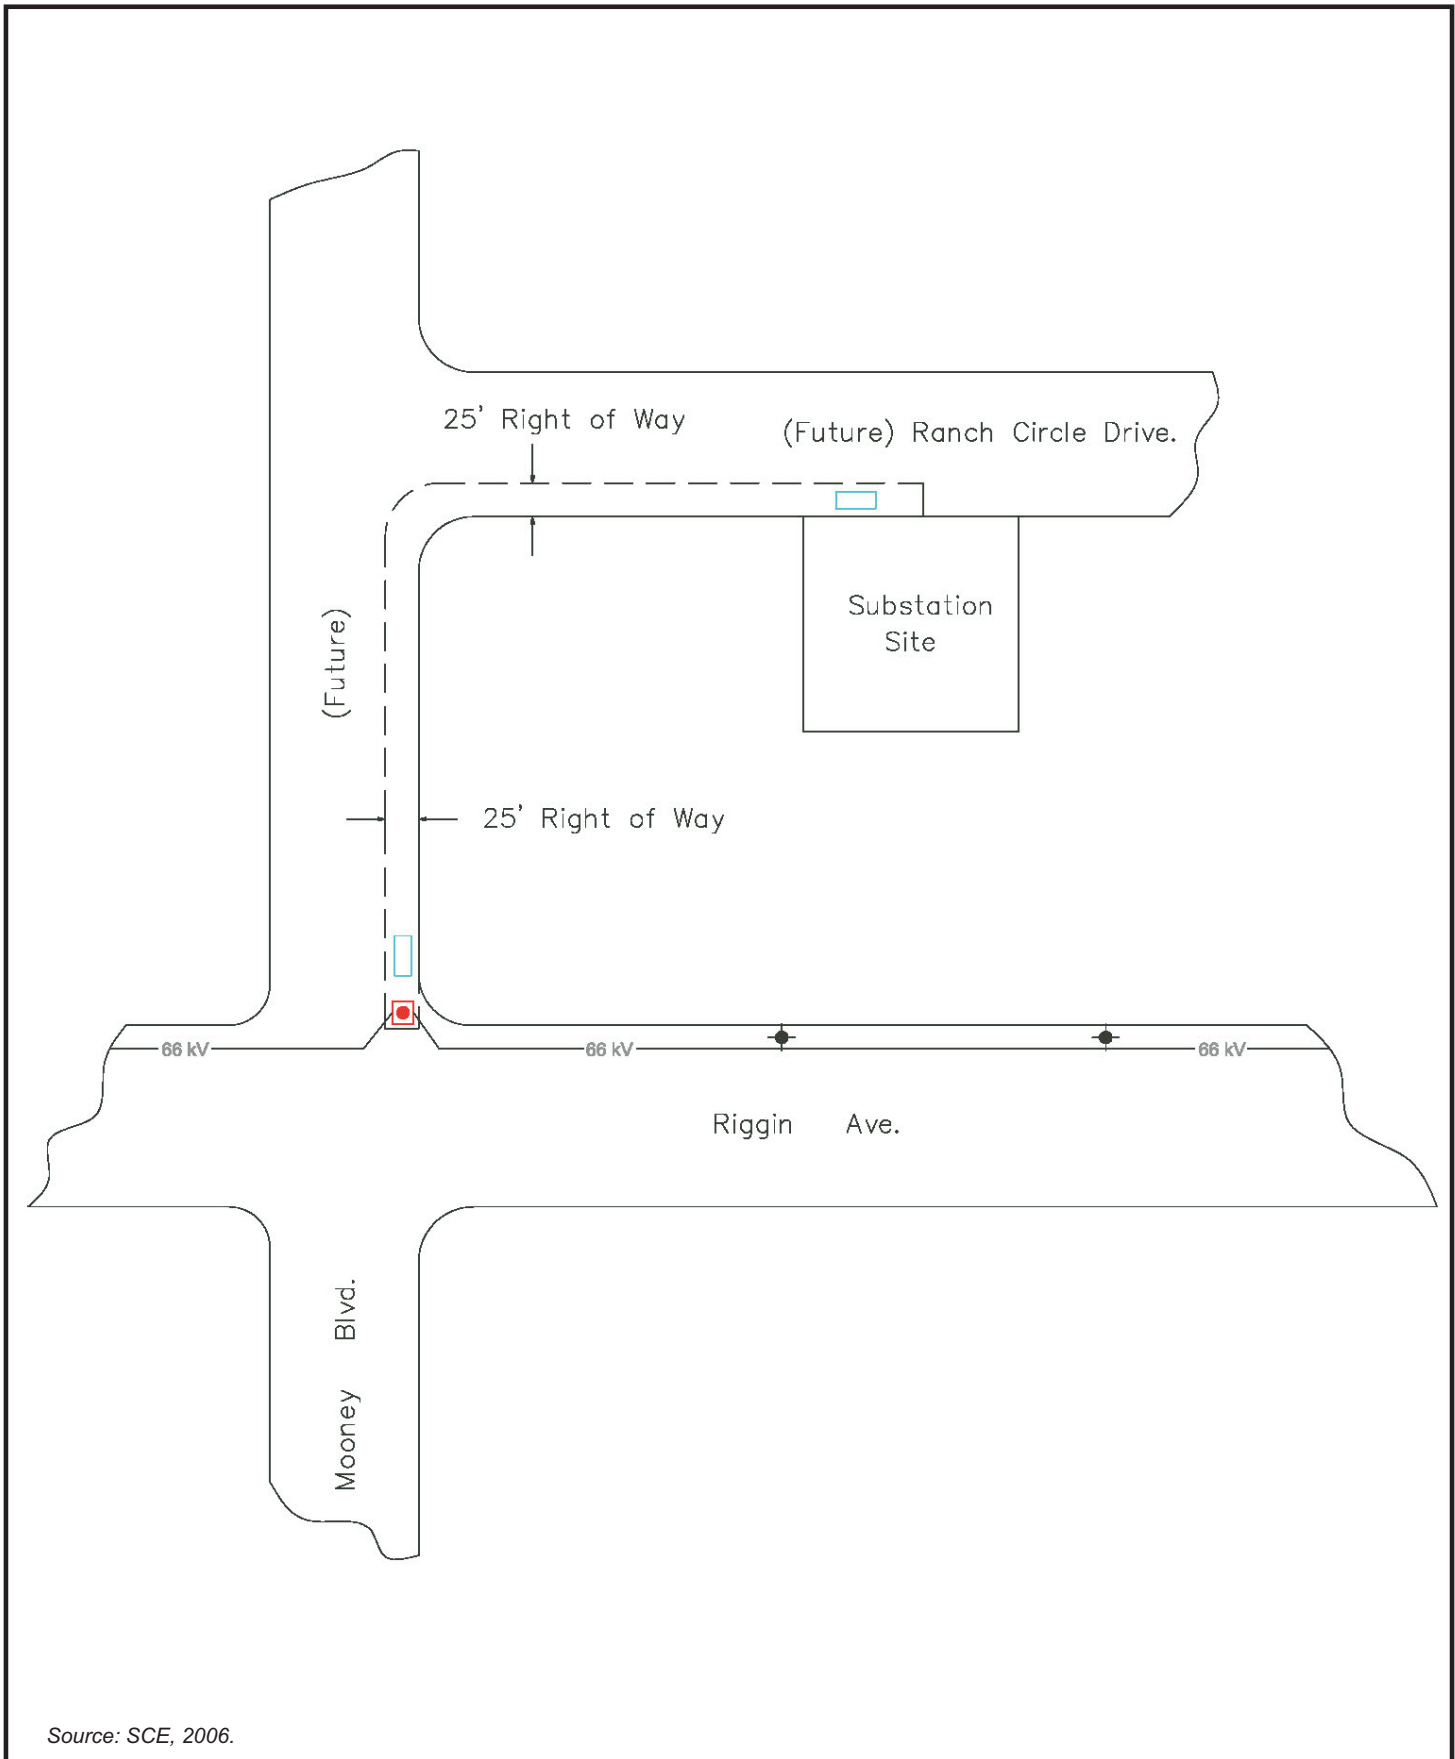 25' Right of Way
(Future) Ranch Circle Drive.
(Future)
Substation
Site
25' Right of Way
66 kV
66 kV
66 kV
Riggin Ave.
Mooney Blvd.
Source: SCE, 2006.